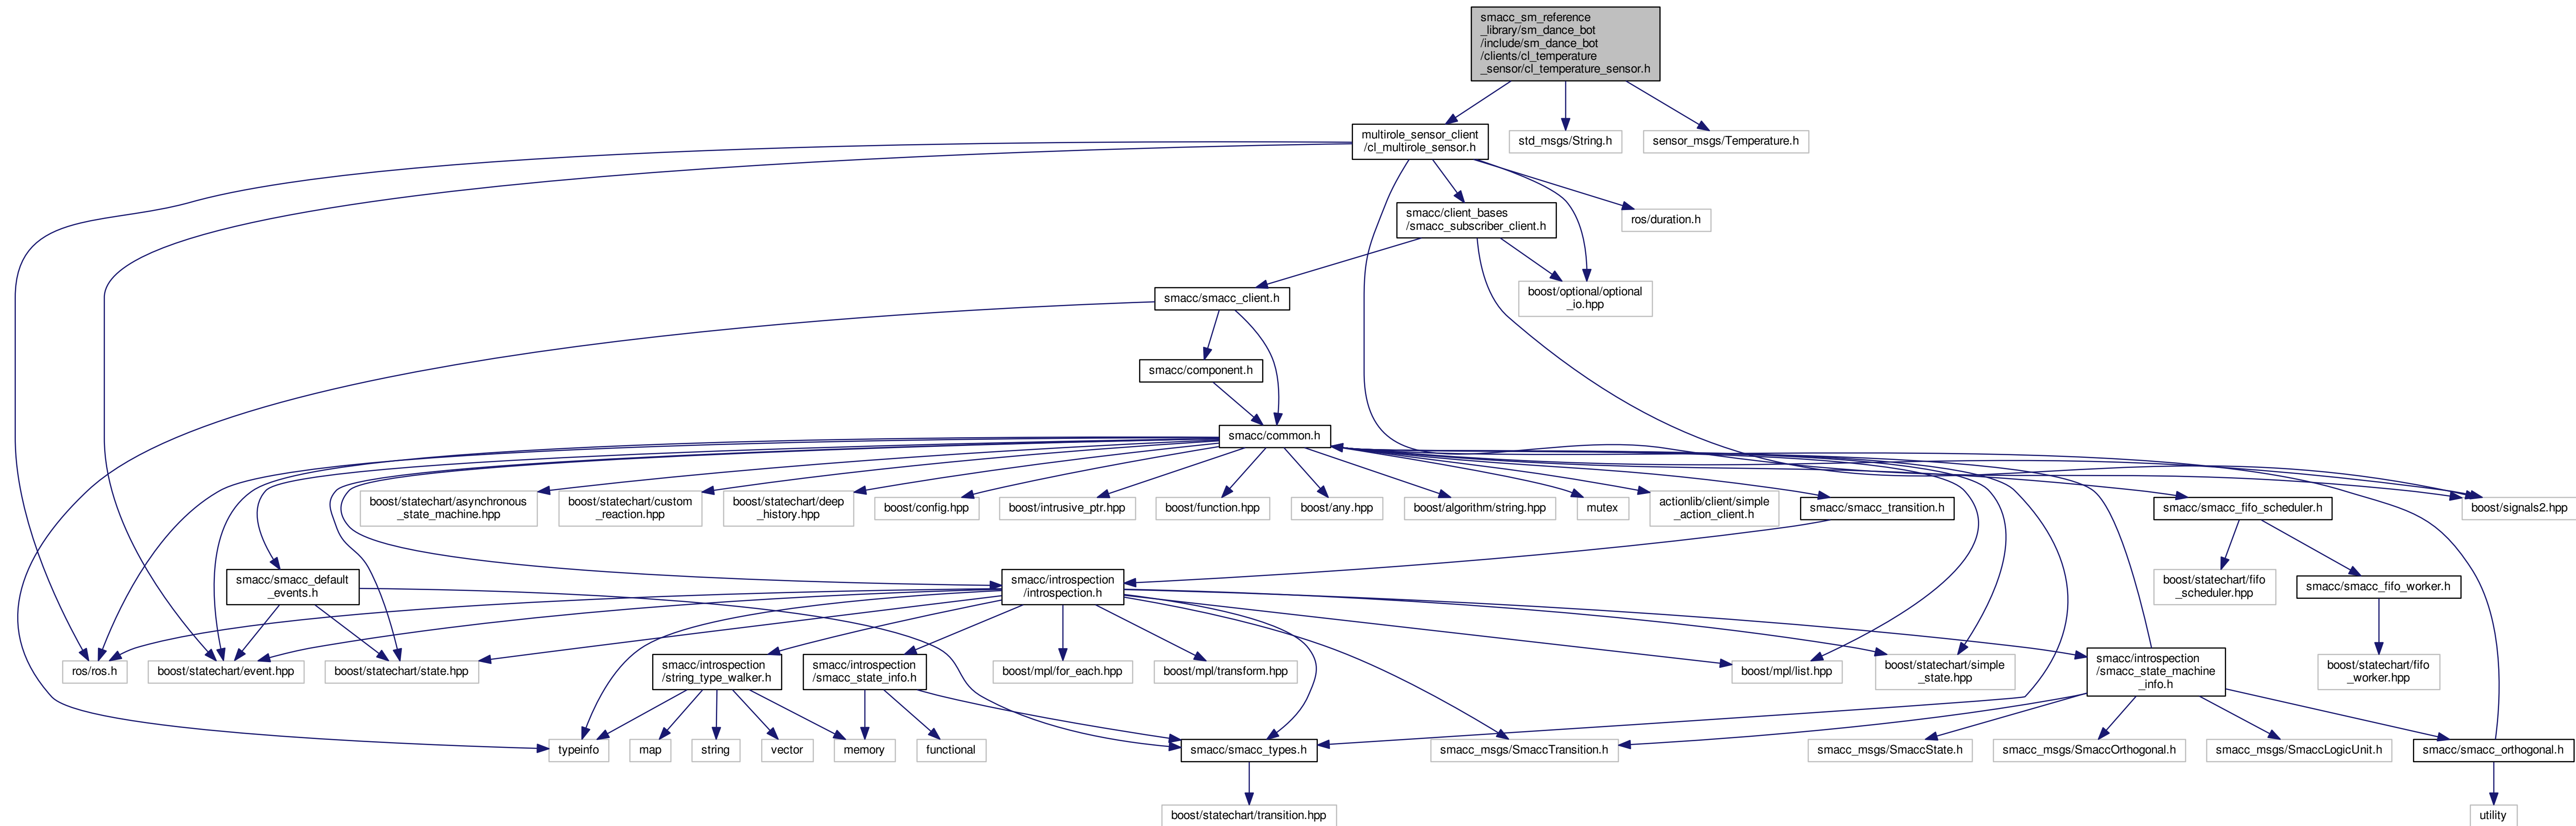 smacc_sm_reference
_library/sm_dance_bot
/include/sm_dance_bot
/clients/cl_temperature
_sensor/cl_temperature_sensor.h
multirole_sensor_client
/cl_multirole_sensor.h
std_msgs/String.h
sensor_msgs/Temperature.h
smacc/client_bases
/smacc_subscriber_client.h
ros/duration.h
smacc/smacc_client.h
boost/optional/optional
_io.hpp
smacc/component.h
smacc/common.h
boost/statechart/asynchronous
_state_machine.hpp
boost/statechart/custom
_reaction.hpp
boost/statechart/deep
_history.hpp
boost/config.hpp
boost/intrusive_ptr.hpp
boost/function.hpp
boost/any.hpp
boost/algorithm/string.hpp
mutex
actionlib/client/simple
_action_client.h
smacc/smacc_transition.h
smacc/smacc_fifo_scheduler.h
boost/signals2.hpp
smacc/smacc_default
_events.h
smacc/introspection
/introspection.h
boost/statechart/fifo
_scheduler.hpp
smacc/smacc_fifo_worker.h
ros/ros.h
boost/statechart/event.hpp
boost/statechart/state.hpp
smacc/introspection
/string_type_walker.h
smacc/introspection
/smacc_state_info.h
boost/mpl/for_each.hpp
boost/mpl/transform.hpp
boost/mpl/list.hpp
boost/statechart/simple
_state.hpp
smacc/introspection
/smacc_state_machine
_info.h
boost/statechart/fifo
_worker.hpp
typeinfo
map
string
vector
memory
functional
smacc/smacc_types.h
smacc_msgs/SmaccTransition.h
smacc_msgs/SmaccState.h
smacc_msgs/SmaccOrthogonal.h
smacc_msgs/SmaccLogicUnit.h
smacc/smacc_orthogonal.h
boost/statechart/transition.hpp
utility